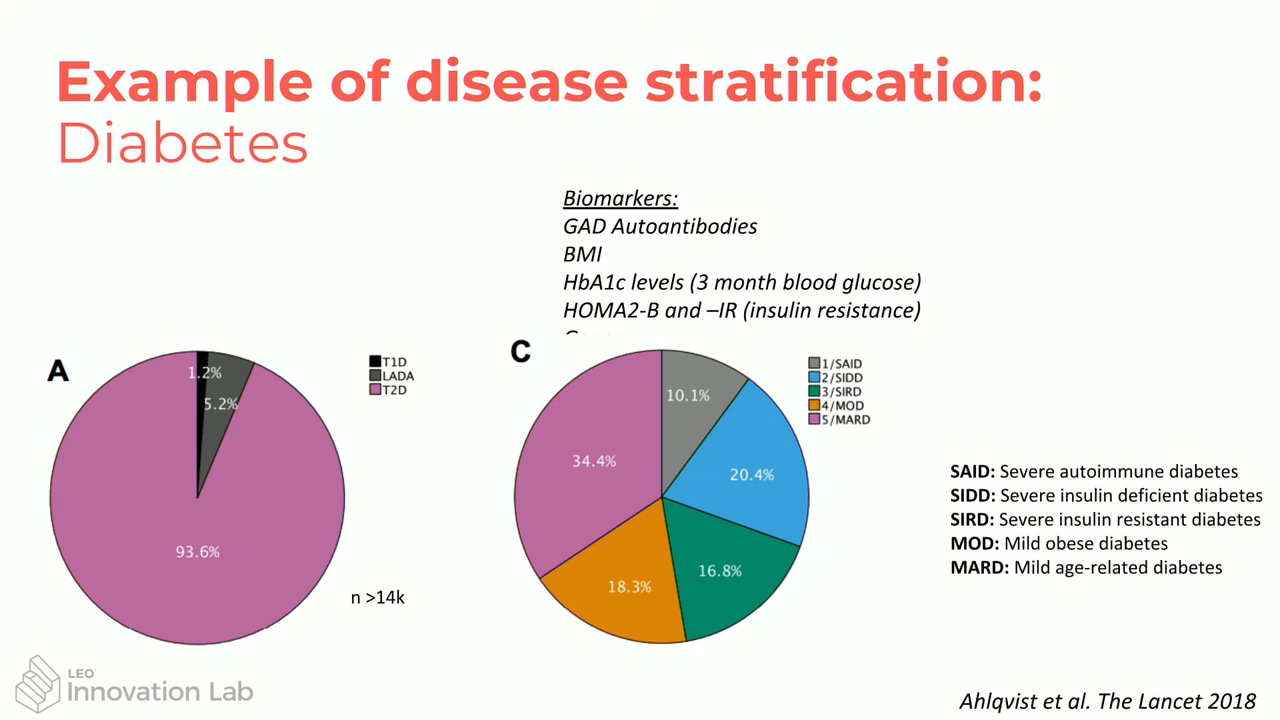 Example of disease stratification:
Diabetes
Biomarkers:
GAD Autoantibodies
BMI
HbA1c levels (3 month blood glucose)
HOMA2-B and –IR (insulin resistance)
A
1.2%
5.2%
93.6%
T1D
LADA
T2D
n >14k
C
10.1%
20.4%
16.8%
18.3%
34.4%
1/SAID
2/SIDD
3/SIRD
4/MOD
5/MARD
SAID: Severe autoimmune diabetes
SIDD: Severe insulin deficient diabetes
SIRD: Severe insulin resistant diabetes
MOD: Mild obese diabetes
MARD: Mild age-related diabetes
LEO
Innovation Lab
Ahlqvist et al. The Lancet 2018